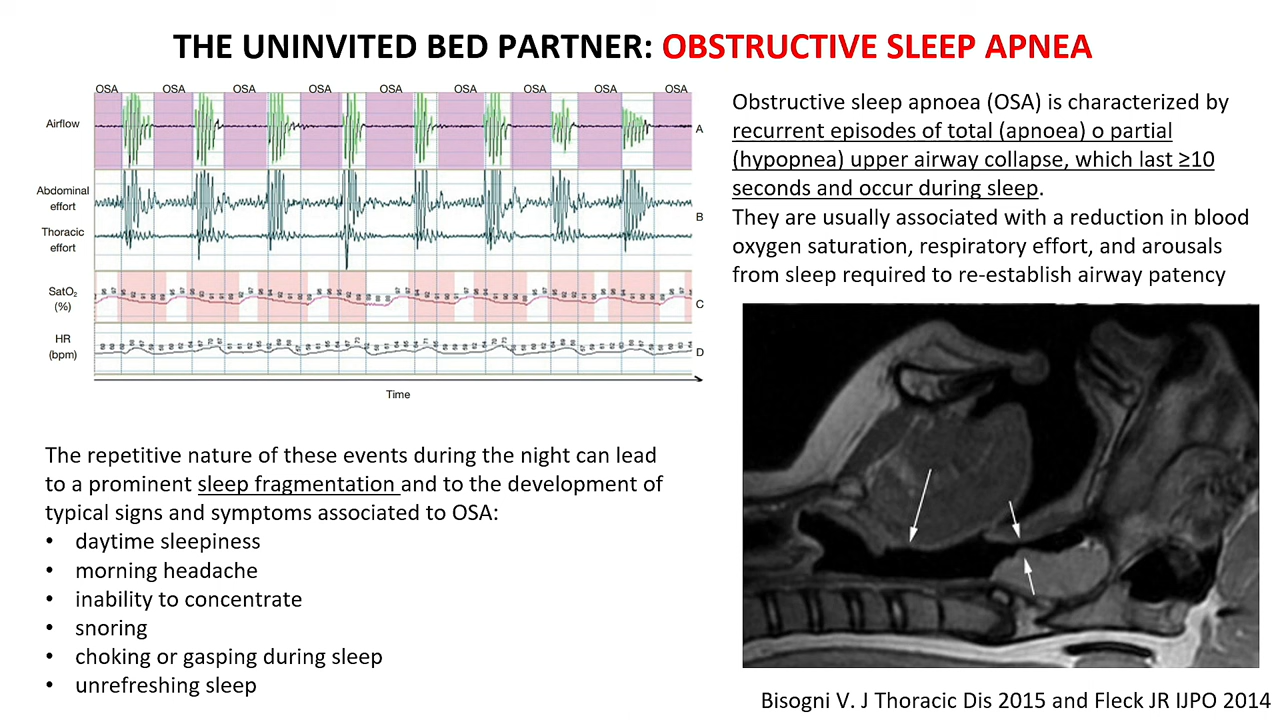 THE UNINVITED BED PARTNER: OBSTRUCTIVE SLEEP APNEA
OSA OSA OSA OSA OSA OSA OSA OSA OSA
Airflow
A
Abdominal
effort
B
Thoracic
effort
SatO₂
(%)
C
HR
(bpm)
D
Time
Obstructive sleep apnoea (OSA) is characterized by
recurrent episodes of total (apnoea) o partial
(hypopnea) upper airway collapse, which last ≥10
seconds and occur during sleep.
They are usually associated with a reduction in blood
oxygen saturation, respiratory effort, and arousals
from sleep required to re-establish airway patency
The repetitive nature of these events during the night can lead
to a prominent sleep fragmentation and to the development of
typical signs and symptoms associated to OSA:
• daytime sleepiness
• morning headache
• inability to concentrate
• snoring
• choking or gasping during sleep
• unrefreshing sleep
Bisogni V. J Thoracic Dis 2015 and Fleck JR IJPO 2014